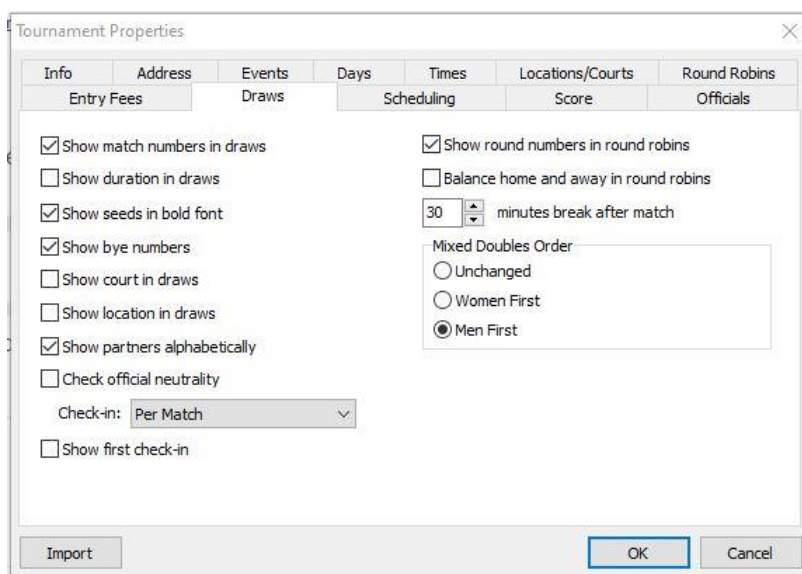 Tournament Properties
Info Address Events Days Times Locations/Courts Round Robins
Entry Fees Draws Scheduling Score Officials
Show match numbers in draws
Show duration in draws
Show seeds in bold font
Show bye numbers
Show court in draws
Show location in draws
Show partners alphabetically
Check official neutrality
Check-in: Per Match
Show first check-in
Show round numbers in round robins
Balance home and away in round robins
30 minutes break after match
Mixed Doubles Order
Unchanged
Women First
Men First
Import OK Cancel